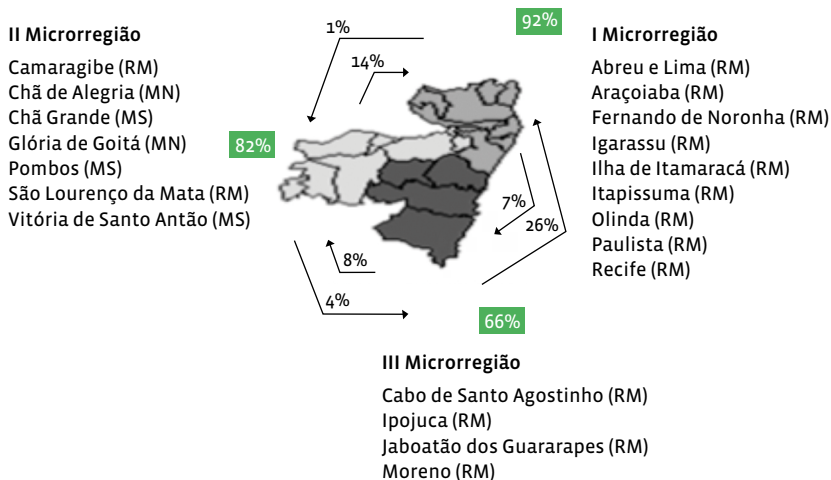 II Microrregião
Camaragibe (RM)
Chã de Alegria (MN)
Chã Grande (MS)
Glória de Goitá (MN)
Pombos (MS)
São Lourenço da Mata (RM)
Vitória de Santo Antão (MS)
1%
14%
82%
92%
7%
26%
8%
4%
66%
I Microrregião
Abreu e Lima (RM)
Araçoiaba (RM)
Fernando de Noronha (RM)
Igarassu (RM)
Ilha de Itamaracá (RM)
Itapissuma (RM)
Olinda (RM)
Paulista (RM)
Recife (RM)
III Microrregião
Cabo de Santo Agostinho (RM)
Ipojuca (RM)
Jaboatão dos Guararapes (RM)
Moreno (RM)